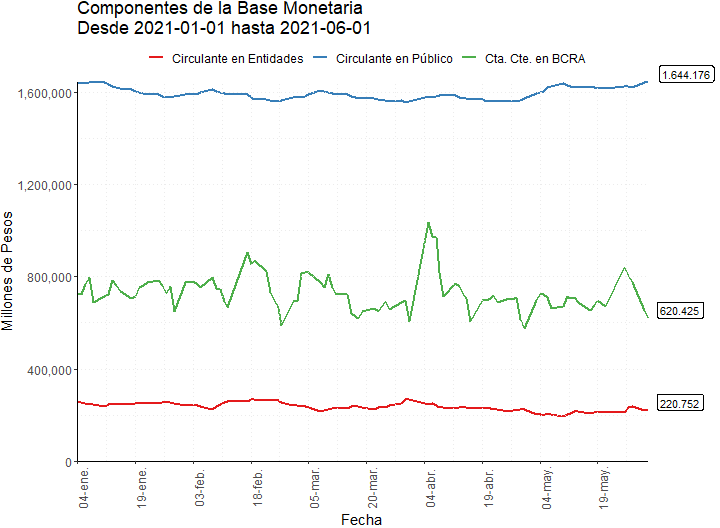 Componentes de la Base Monetaria
Desde 2021-01-01 hasta 2021-06-01
Circulante en Entidades Circulante en Público Cta. Cte. en BCRA
Millones de Pesos
1,600,000
1,200,000
800,000
400,000
0
1.644.176
620.425
220.752
04-ene.
19-ene.
03-feb.
18-feb.
05-mar.
20-mar.
04-abr.
19-abr.
04-may.
19-may.
Fecha